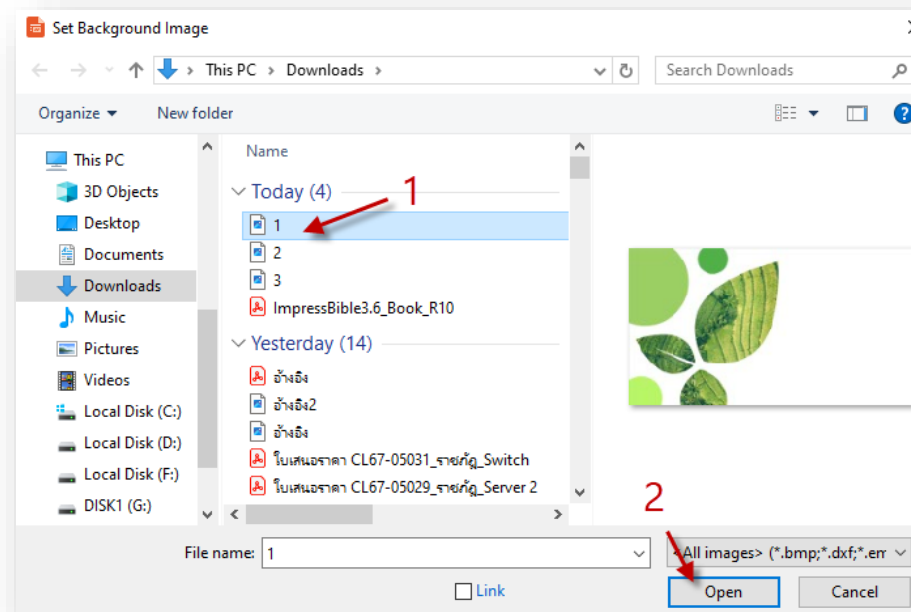 Set Background Image
This PC > Downloads >
Search Downloads
Organize
New folder
This PC
3D Objects
Desktop
Documents
Downloads
Music
Pictures
Videos
Local Disk (C:)
Local Disk (D:)
Local Disk (F:)
DISK1 (G:)
Name
Today (4)
1
1
2
3
ImpressBible3.6_Book_R10
Yesterday (14)
อ้างอิง
อ้างอิง2
อ้างอิง
ใบเสนอราคา CL67-05031_ราชภัฏ_Switch
ใบเสนอราคา CL67-05029_ราชภัฏ_Server 2
2
File name: 1
<All images> (*.bmp;*.dxf;*.em
Link
Open
Cancel